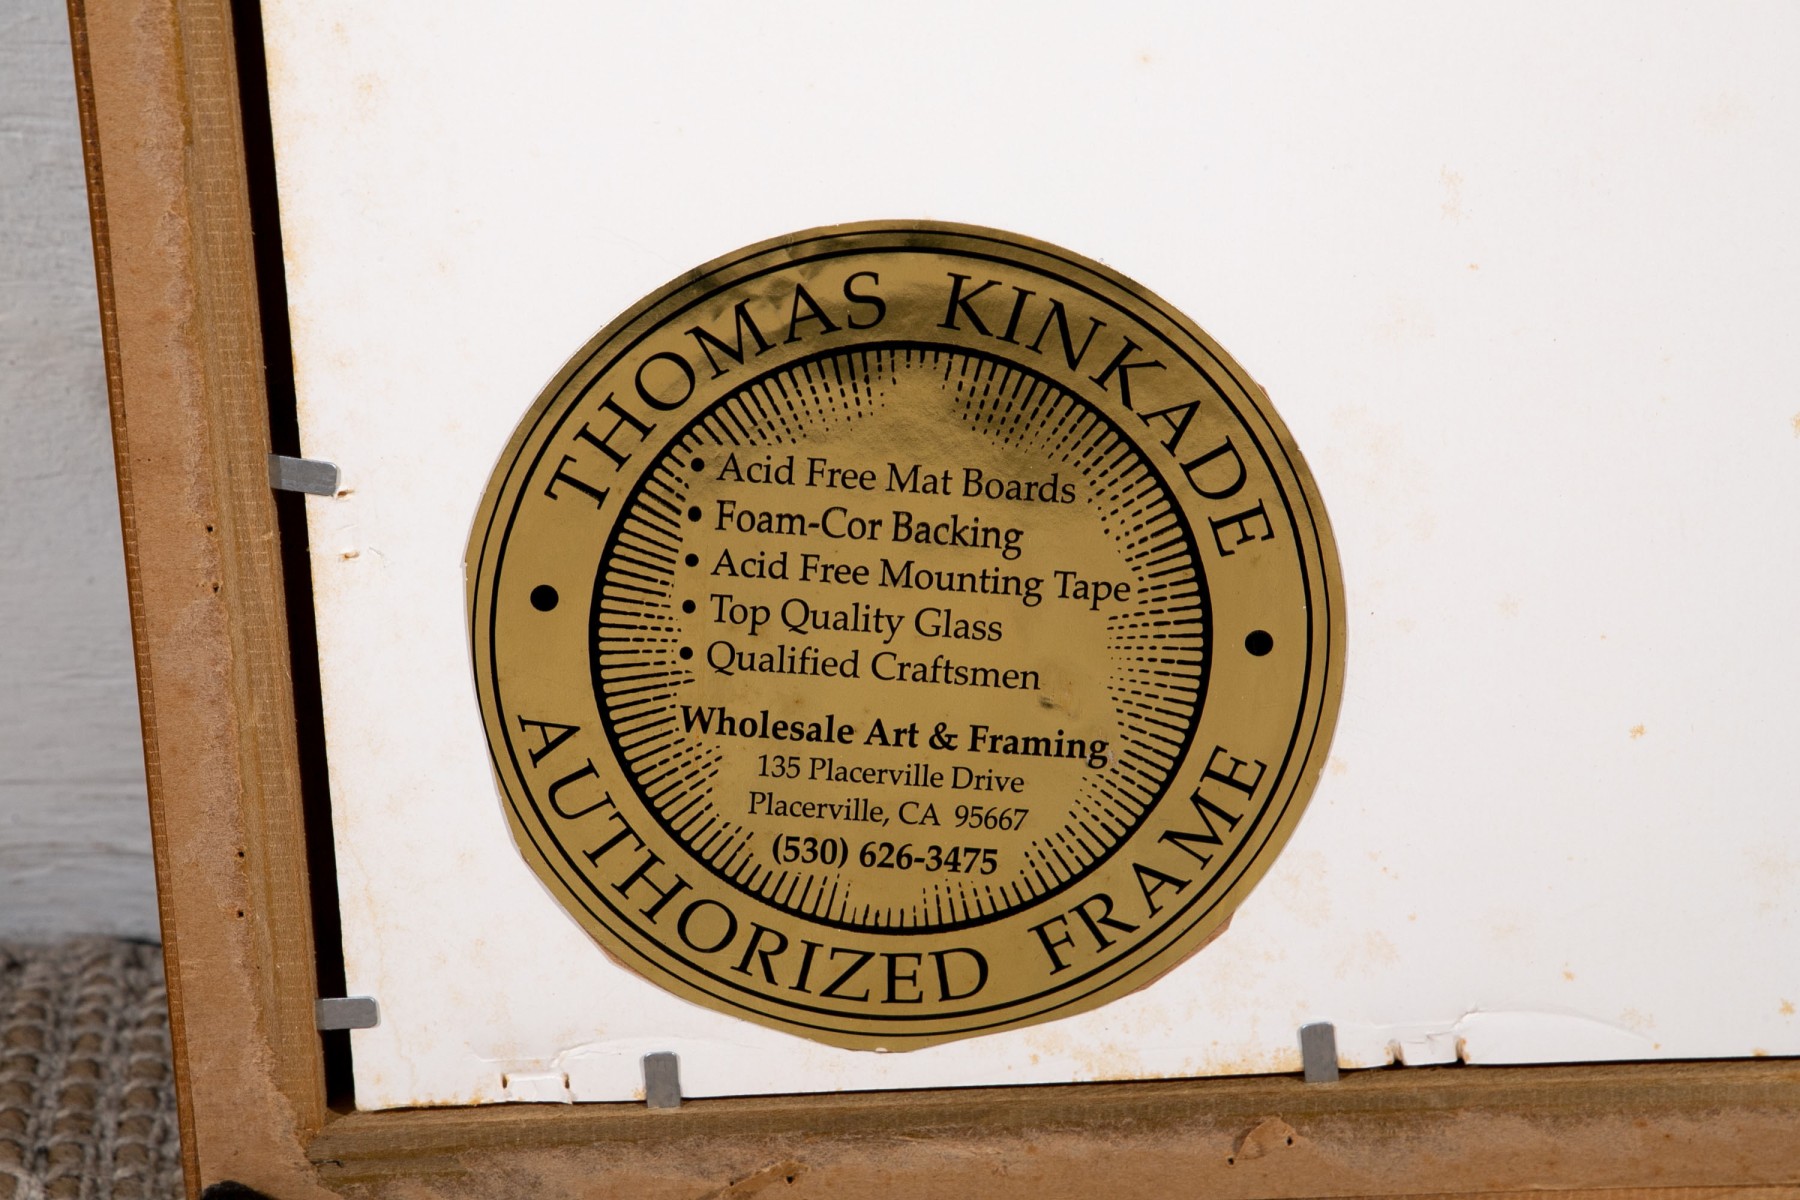 THOMAS KINKADE
• Acid Free Mat Boards
• Foam-Cor Backing
• Acid Free Mounting Tape
• Top Quality Glass
• Qualified Craftsmen
Wholesale Art & Framing
135 Placerville Drive
Placerville, CA 95667
(530) 626-3475
AUTHORIZED FRAME